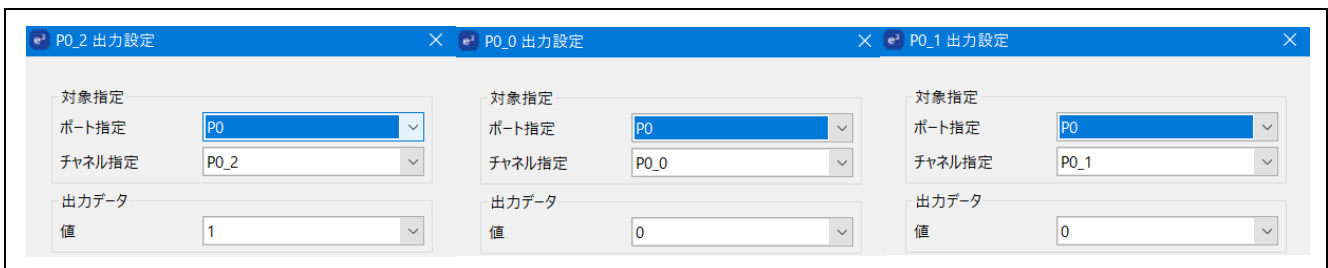 P0_2 出力設定
対象指定
ポート指定 P0
チャネル指定 P0_2
出力データ
値 1
P0_0 出力設定
対象指定
ポート指定 P0
チャネル指定 P0_0
出力データ
値 0
P0_1 出力設定
対象指定
ポート指定 P0
チャネル指定 P0_1
出力データ
値 0